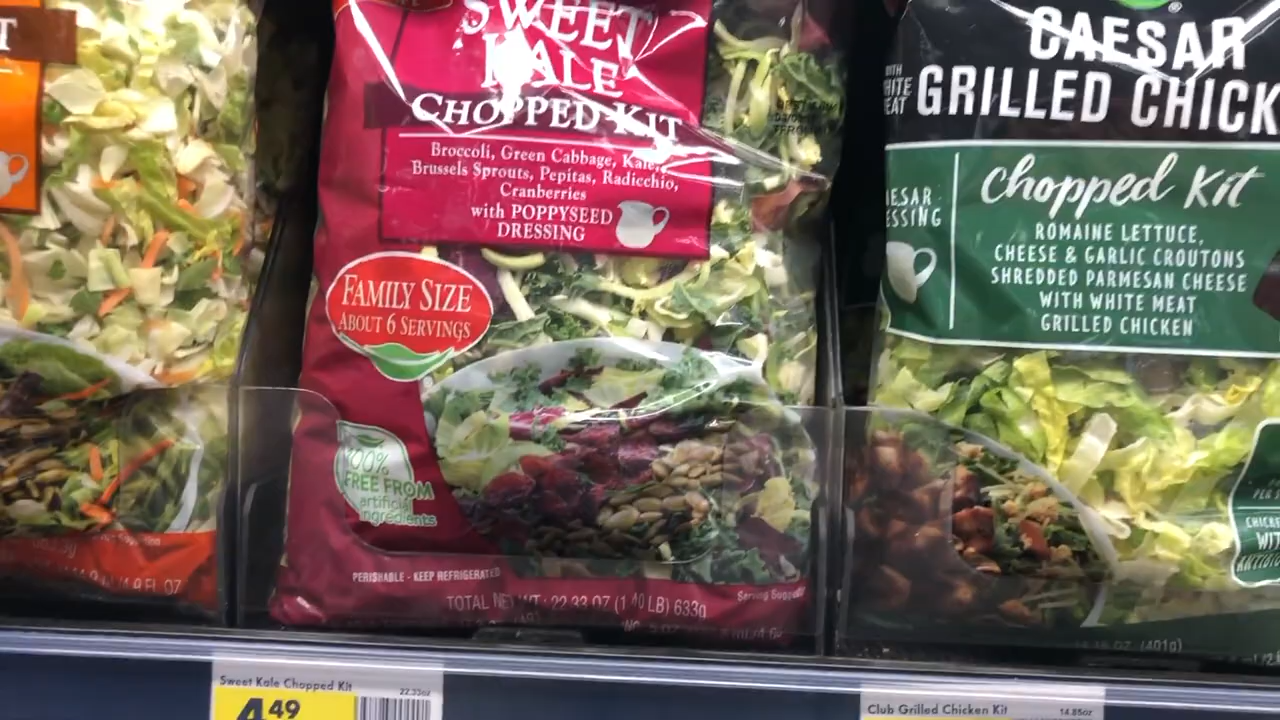 T
SWEET
KALE
CHOPPED KIT
Broccoli, Green Cabbage, Kale,
Brussels Sprouts, Pepitas, Radicchio,
Cranberries
with POPPYSEED
DRESSING
FAMILY SIZE
ABOUT 6 SERVINGS
100%
FREE FROM
artificial
ingredients
PERISHABLE - KEEP REFRIGERATED
TOTAL NET WT. 22.33 OZ (1.40 LB) 633g
CAESAR
GRILLED CHICK
Chopped Kit
ESAR
ESSING
ROMAINE LETTUCE,
CHEESE & GARLIC CROUTONS
SHREDDED PARMESAN CHEESE
WITH WHITE MEAT
GRILLED CHICKEN
(401g)
Sweet Kale Chopped Kit 22.33oz
4.49
Club Grilled Chicken Kit 14.85oz